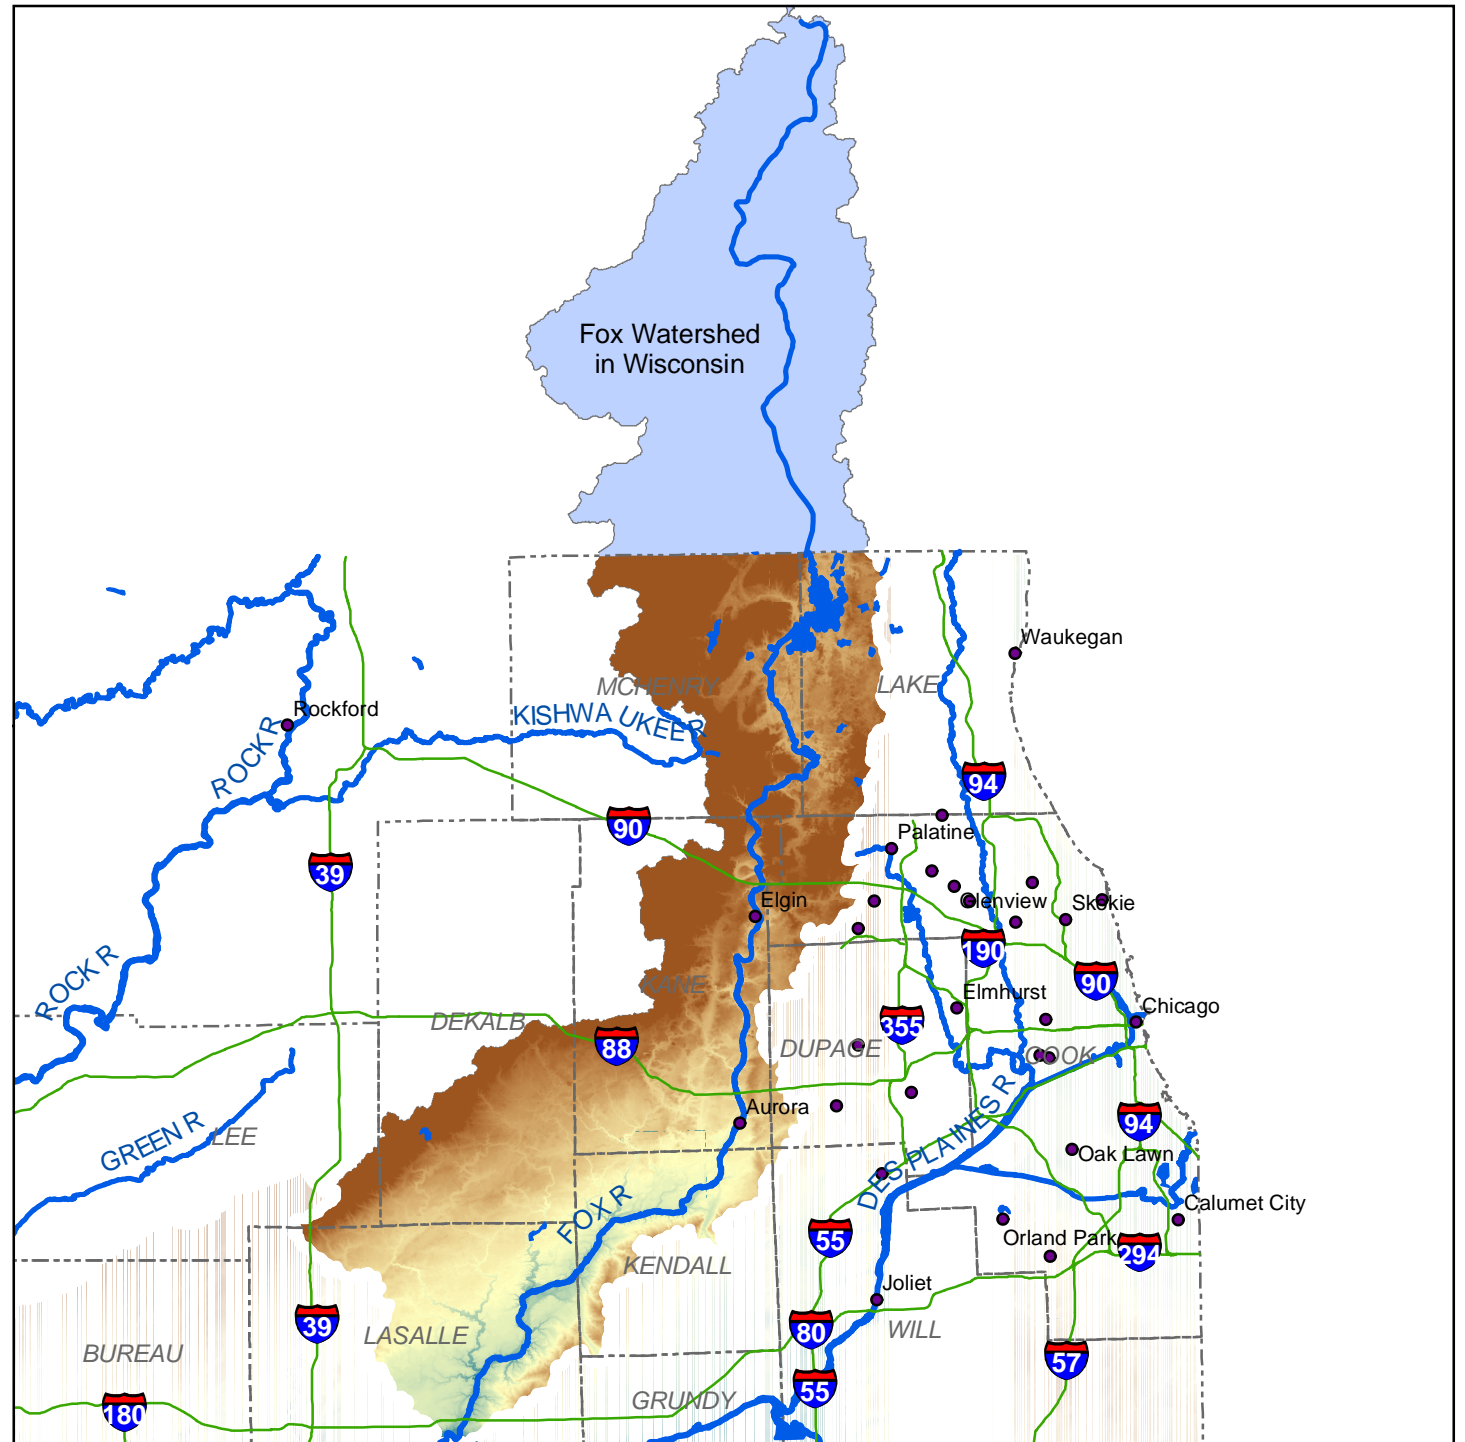 Fox Watershed
in Wisconsin
Waukegan
MCHENRY
LAKE
Rockford
KISHWAUKEE R
ROCK R
94
90
Palatine
39
Elgin
Glenview
Skokie
190
ROCK R
KANE
90
Elmhurst
Chicago
DEKALB
355
88
DUPAGE
COOK
Aurora
94
GREEN R
LEE
DES PLAINES R
Oak Lawn
FOX R
Calumet City
55
Orland Park
294
KENDALL
Joliet
39
LASALLE
80
WILL
BUREAU
57
55
GRUNDY
180